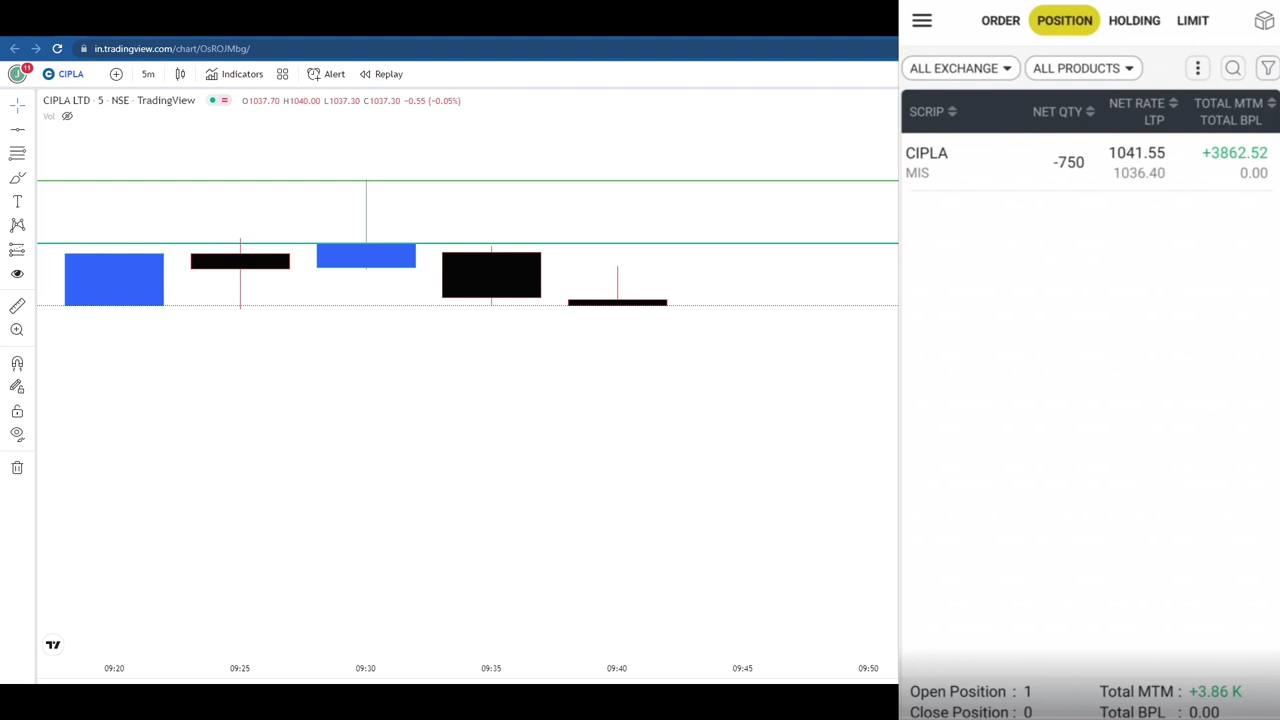 in.tradingview.com/chart/OsROJMbg/
11
CIPLA
5m
Indicators
Alert
Replay
CIPLA LTD · 5 · NSE · TradingView
O1037.70 H1040.00 L1037.30 C1037.30 -0.55 (-0.05%)
Vol
09:20 09:25 09:30 09:35 09:40 09:45 09:50
ORDER POSITION HOLDING LIMIT
ALL EXCHANGE ALL PRODUCTS
SCRIP NET QTY NET RATE TOTAL MTM
LTP TOTAL BPL
CIPLA -750 1041.55 +3862.52
MIS 1036.40 0.00
Open Position : 1 Total MTM : +3.86 K
Close Position : 0 Total BPL : 0.00